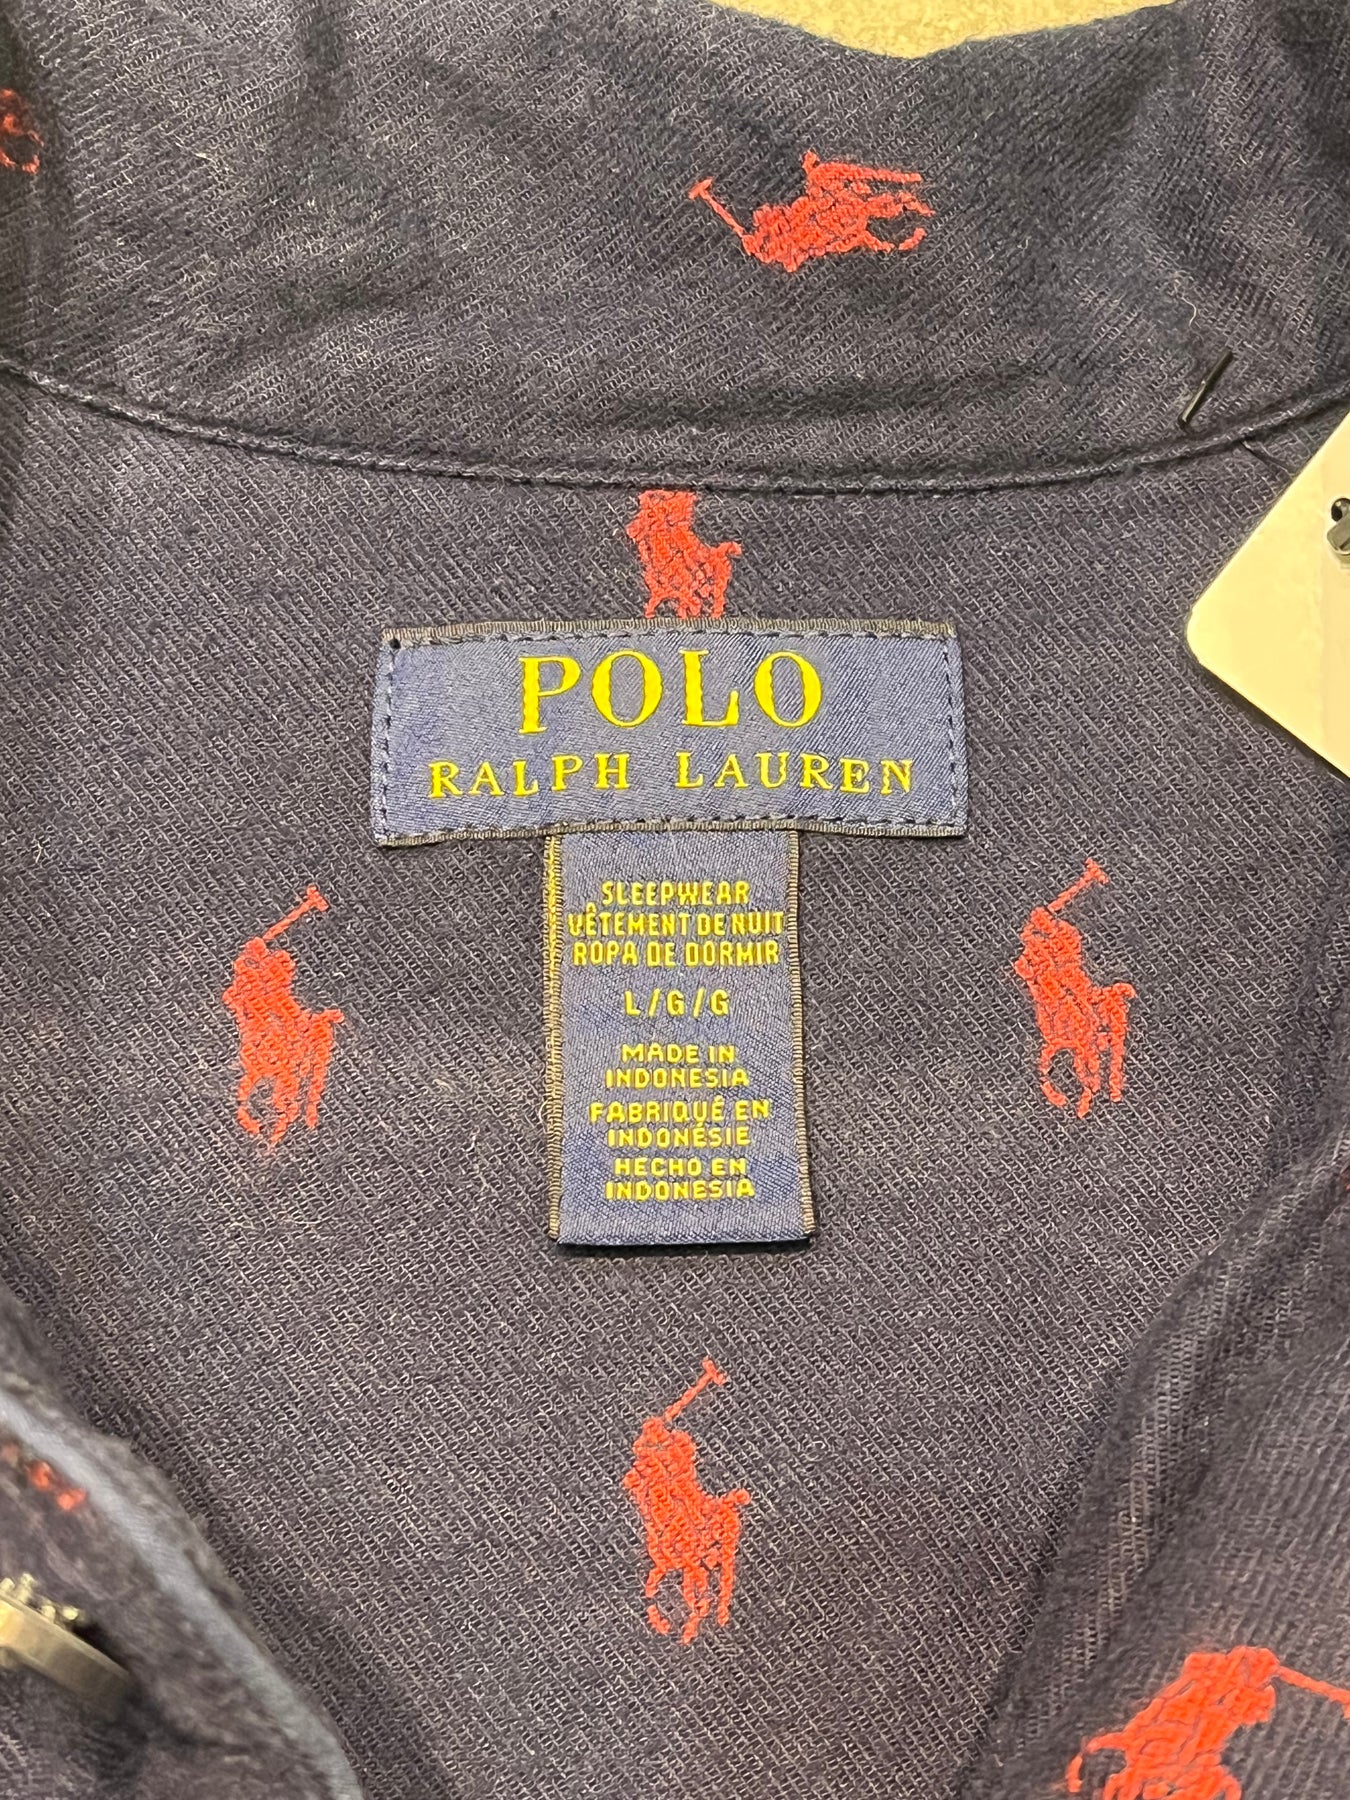 POLO
RALPH LAUREN
SLEEPWEAR
VÊTEMENT DE NUIT
ROPA DE DORMIR
L/G/G
MADE IN
INDONESIA
FABRIQUÉ EN
INDONÉSIE
HECHO EN
INDONESIA